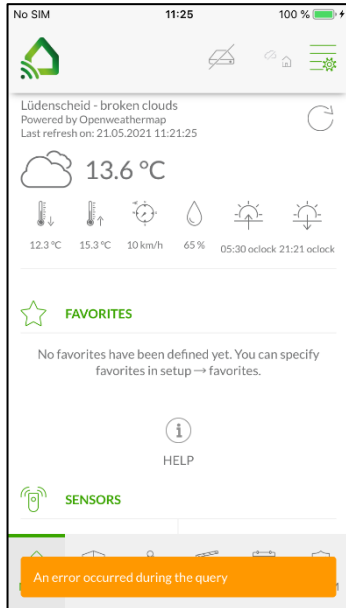 No SIM 11:25 100 %
Lüdenscheid - broken clouds
Powered by Openweathermap
Last refresh on: 21.05.2021 11:21:25
13.6 °C
12.3 °C 15.3 °C 10 km/h 65 % 05:30 oclock 21:21 oclock
FAVORITES
No favorites have been defined yet. You can specify
favorites in setup → favorites.
HELP
SENSORS
An error occurred during the query